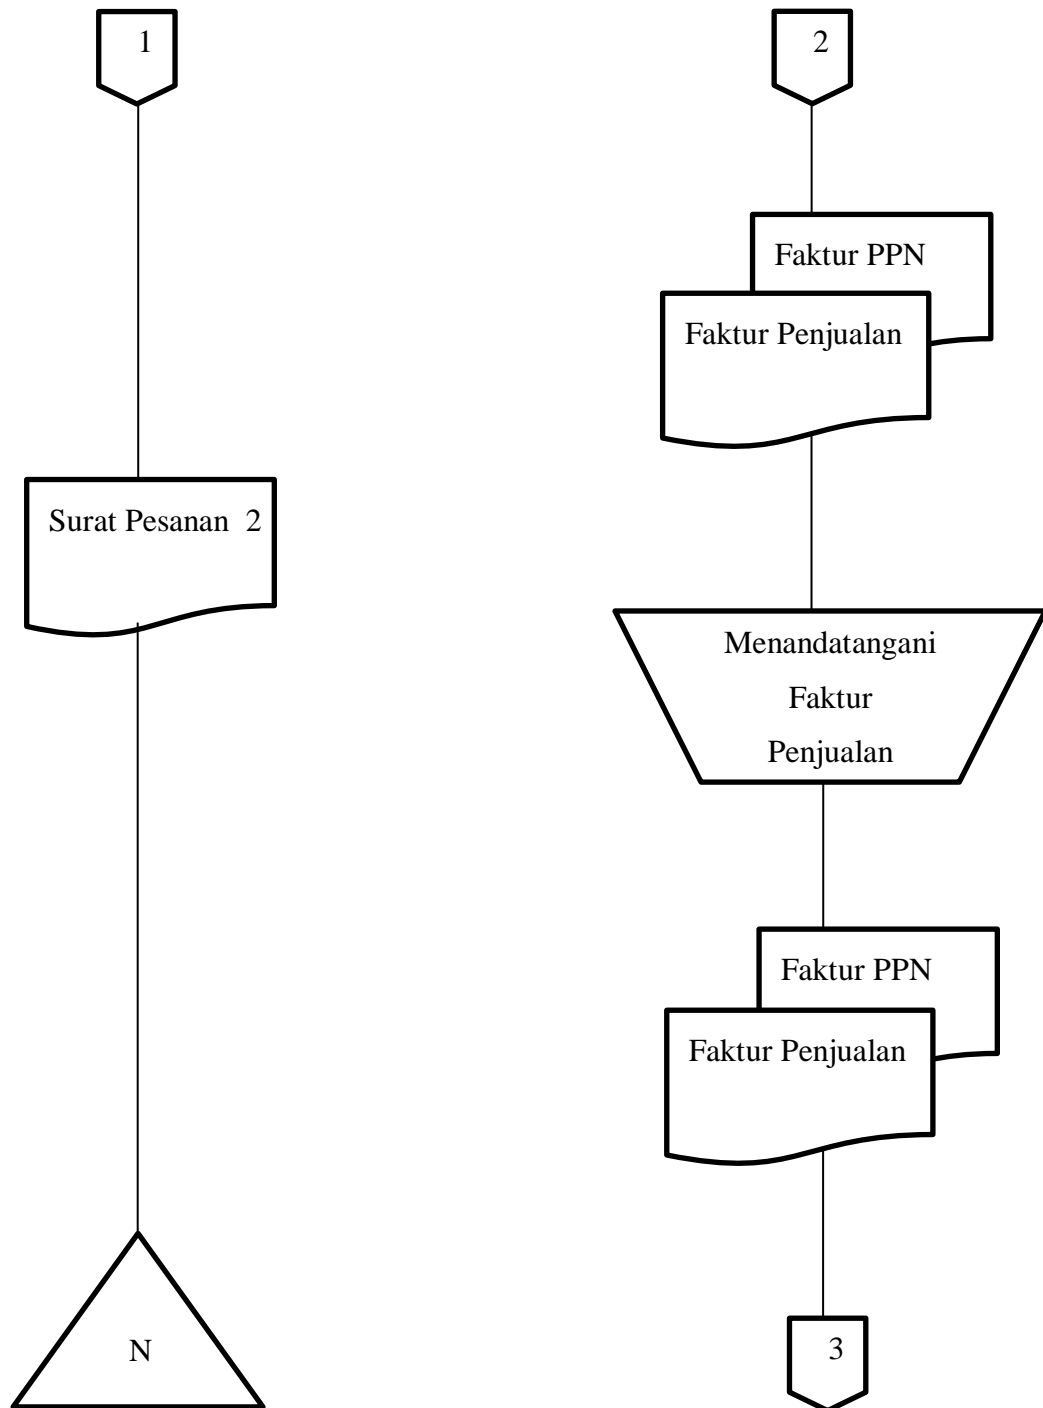 1
Surat Pesanan  2
N
2
Faktur PPN
Faktur Penjualan
Menandatangani
Faktur
Penjualan
Faktur PPN
Faktur Penjualan
3